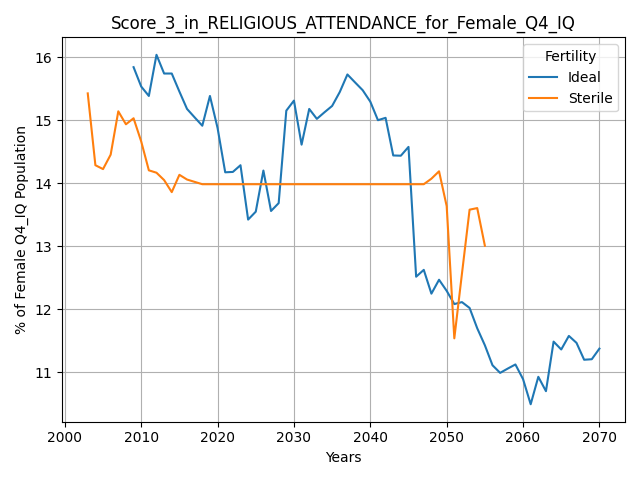 Score_3_in_RELIGIOUS_ATTENDANCE_for_Female_Q4_IQ
Fertility
Ideal
Sterile
% of Female Q4_IQ Population
16
15
14
13
12
11
2000 2010 2020 2030 2040 2050 2060 2070
Years